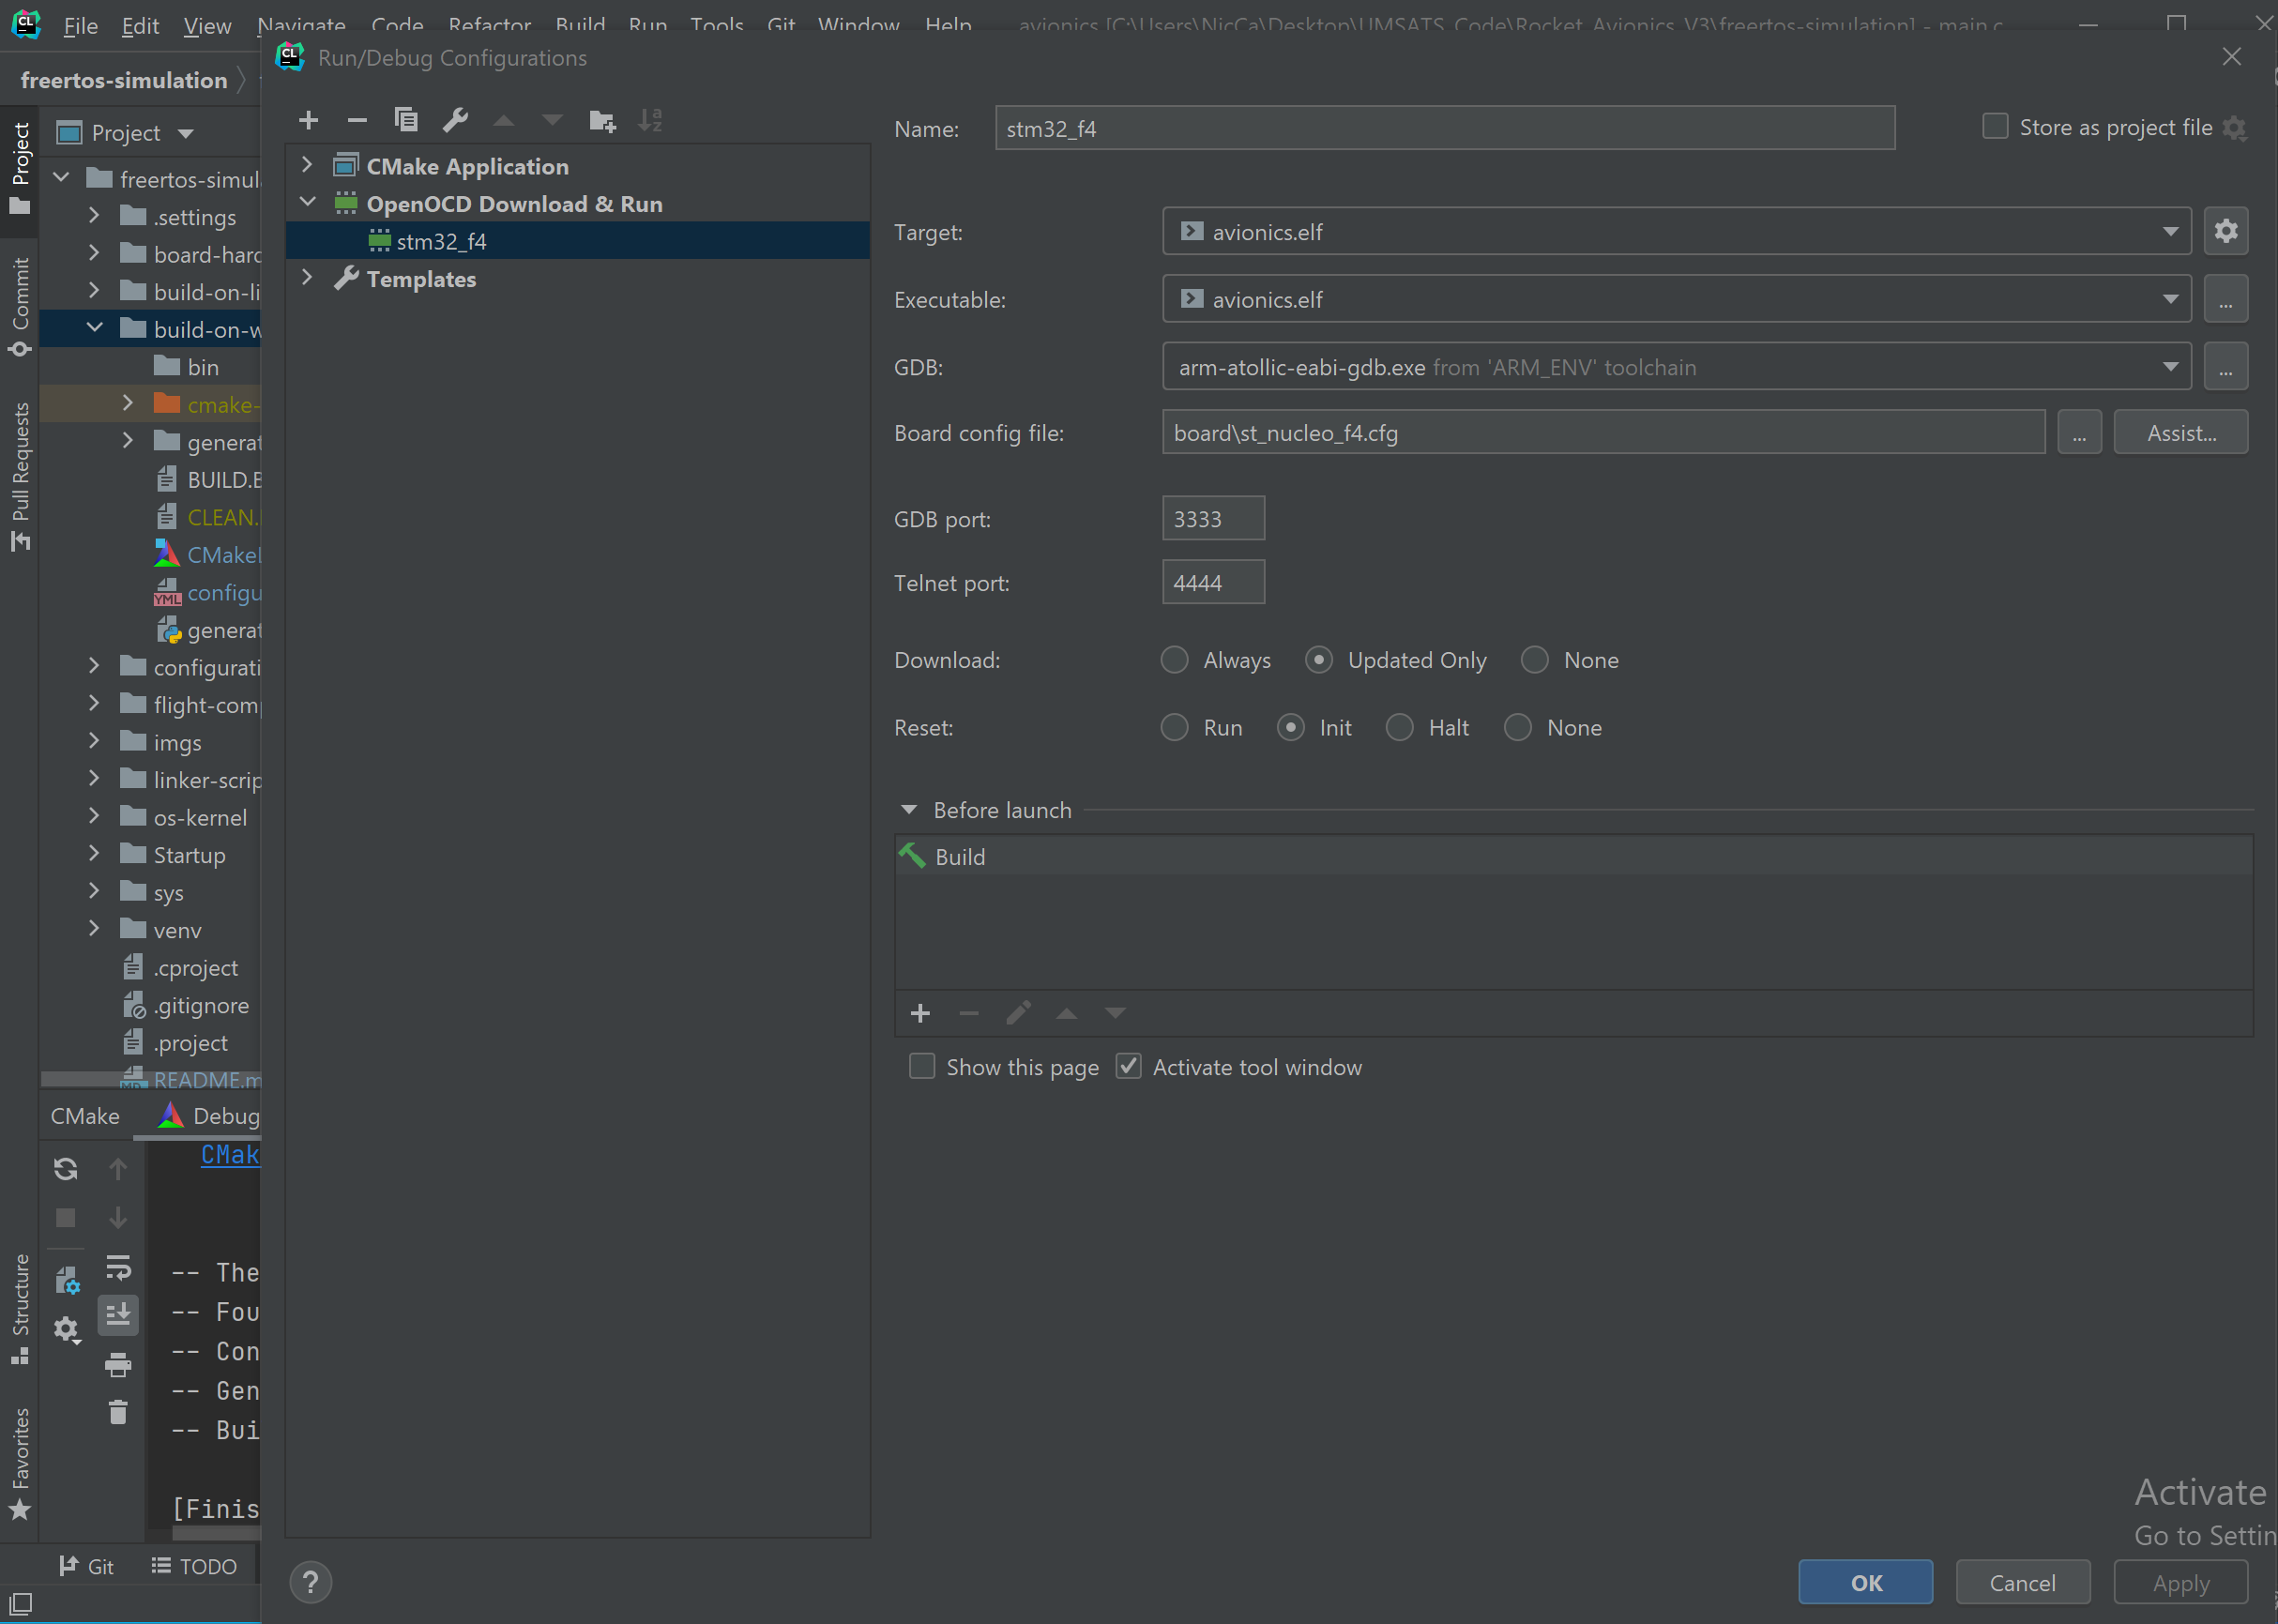 File Edit View Navigate Code Refactor Build Run Tools Git Window Help avionics [C:\Users\NicCa\Desktop\UMSATS_Code\Rocket_Avionics_V3\freertos-simulation] - main.c
freertos-simulation
Run/Debug Configurations
Project
Commit
Pull Requests
Structure
Favorites
Project
freertos-simul
.settings
board-hard
build-on-li
build-on-w
bin
cmake-
generat
BUILD.B
CLEAN.
CMakeL
configu
generat
configurati
flight-comp
imgs
linker-scrip
os-kernel
Startup
sys
venv
.cproject
.gitignore
.project
README.m
CMake Debug
CMak
-- The
-- Fou
-- Con
-- Gen
-- Bui
[Finis
Git TODO
CMake Application
OpenOCD Download & Run
stm32_f4
Templates
Name: stm32_f4 Store as project file
Target: avionics.elf
Executable: avionics.elf ...
GDB: arm-atollic-eabi-gdb.exe from 'ARM_ENV' toolchain ...
Board config file: board\st_nucleo_f4.cfg ... Assist...
GDB port: 3333
Telnet port: 4444
Download: Always Updated Only None
Reset: Run Init Halt None
Before launch
Build
Show this page Activate tool window
Activate
Go to Settin
? OK Cancel Apply